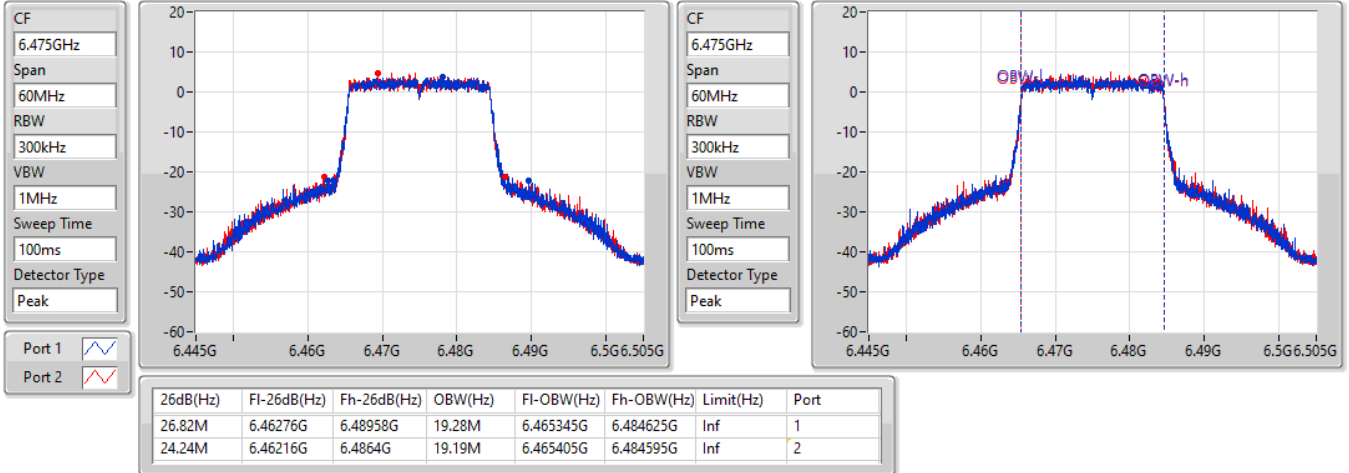 CF
6.475GHz
Span
60MHz
RBW
300kHz
VBW
1MHz
Sweep Time
100ms
Detector Type
Peak
Port 1
Port 2
20
10
0
-10
-20
-30
-40
-50
-60
6.445G 6.46G 6.47G 6.48G 6.49G 6.5G 6.505G
CF
6.475GHz
Span
60MHz
RBW
300kHz
VBW
1MHz
Sweep Time
100ms
Detector Type
Peak
20
10
0
-10
-20
-30
-40
-50
-60
OBW-l OBW-h
6.445G 6.46G 6.47G 6.48G 6.49G 6.5G 6.505G
26dB(Hz) Fl-26dB(Hz) Fh-26dB(Hz) OBW(Hz) Fl-OBW(Hz) Fh-OBW(Hz) Limit(Hz) Port
26.82M 6.46276G 6.48958G 19.28M 6.465345G 6.484625G Inf 1
24.24M 6.46216G 6.4864G 19.19M 6.465405G 6.484595G Inf 2